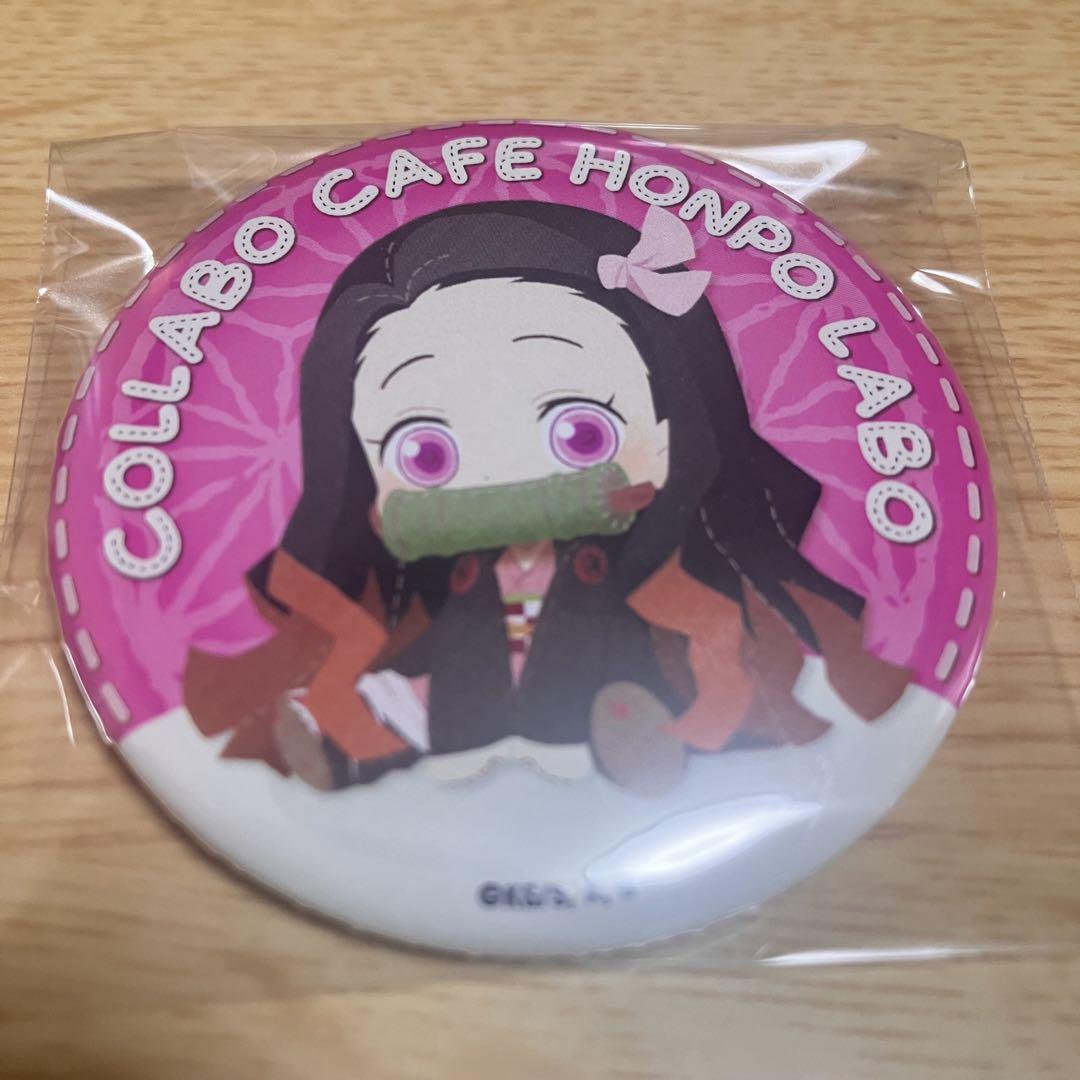 COLLABO CAFE HONPO LABO
©K.G/S, A, U